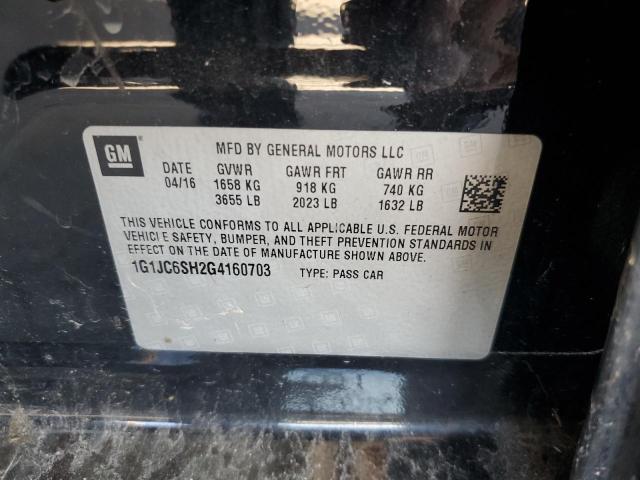 GM
MFD BY GENERAL MOTORS LLC
DATE GVWR GAWR FRT GAWR RR
04/16 1658 KG 918 KG 740 KG
3655 LB 2023 LB 1632 LB
THIS VEHICLE CONFORMS TO ALL APPLICABLE U.S. FEDERAL MOTOR
VEHICLE SAFETY, BUMPER, AND THEFT PREVENTION STANDARDS IN
EFFECT ON THE DATE OF MANUFACTURE SHOWN ABOVE.
1G1JC6SH2G4160703 TYPE: PASS CAR